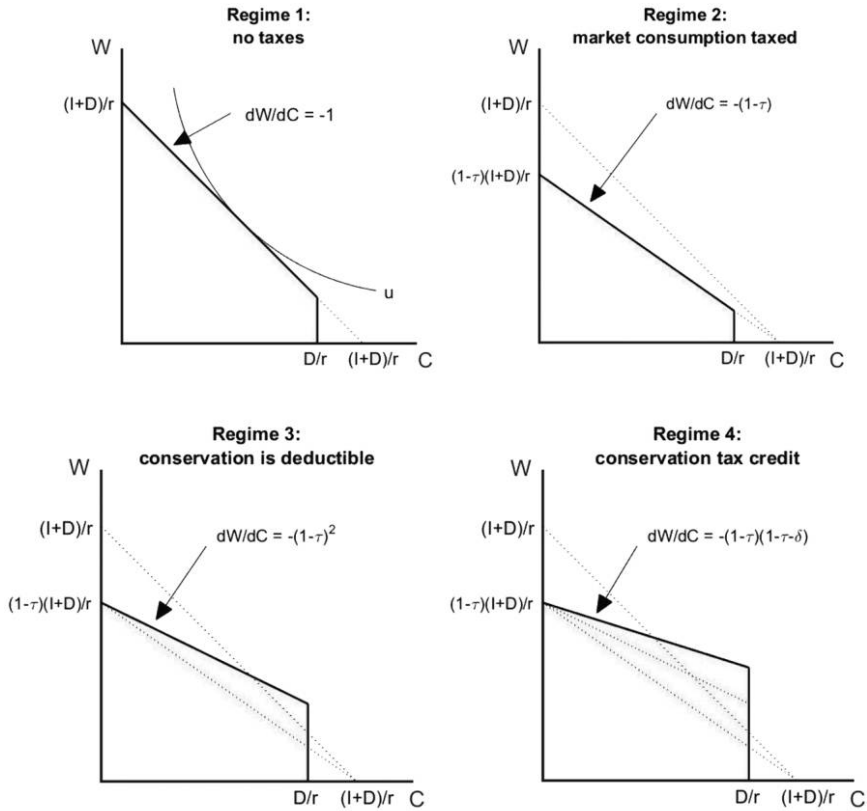 Regime 1:
no taxes
W
(I+D)/r
dW/dC = -1
u
D/r
(I+D)/r
C
Regime 2:
market consumption taxed
W
(I+D)/r
dW/dC = -(1-τ)
(1-τ)(I+D)/r
D/r
(I+D)/r
C
Regime 3:
conservation is deductible
W
(I+D)/r
dW/dC = -(1-τ)²
(1-τ)(I+D)/r
D/r
(I+D)/r
C
Regime 4:
conservation tax credit
W
(I+D)/r
dW/dC = -(1-τ)(1-τ-δ)
(1-τ)(I+D)/r
D/r
(I+D)/r
C